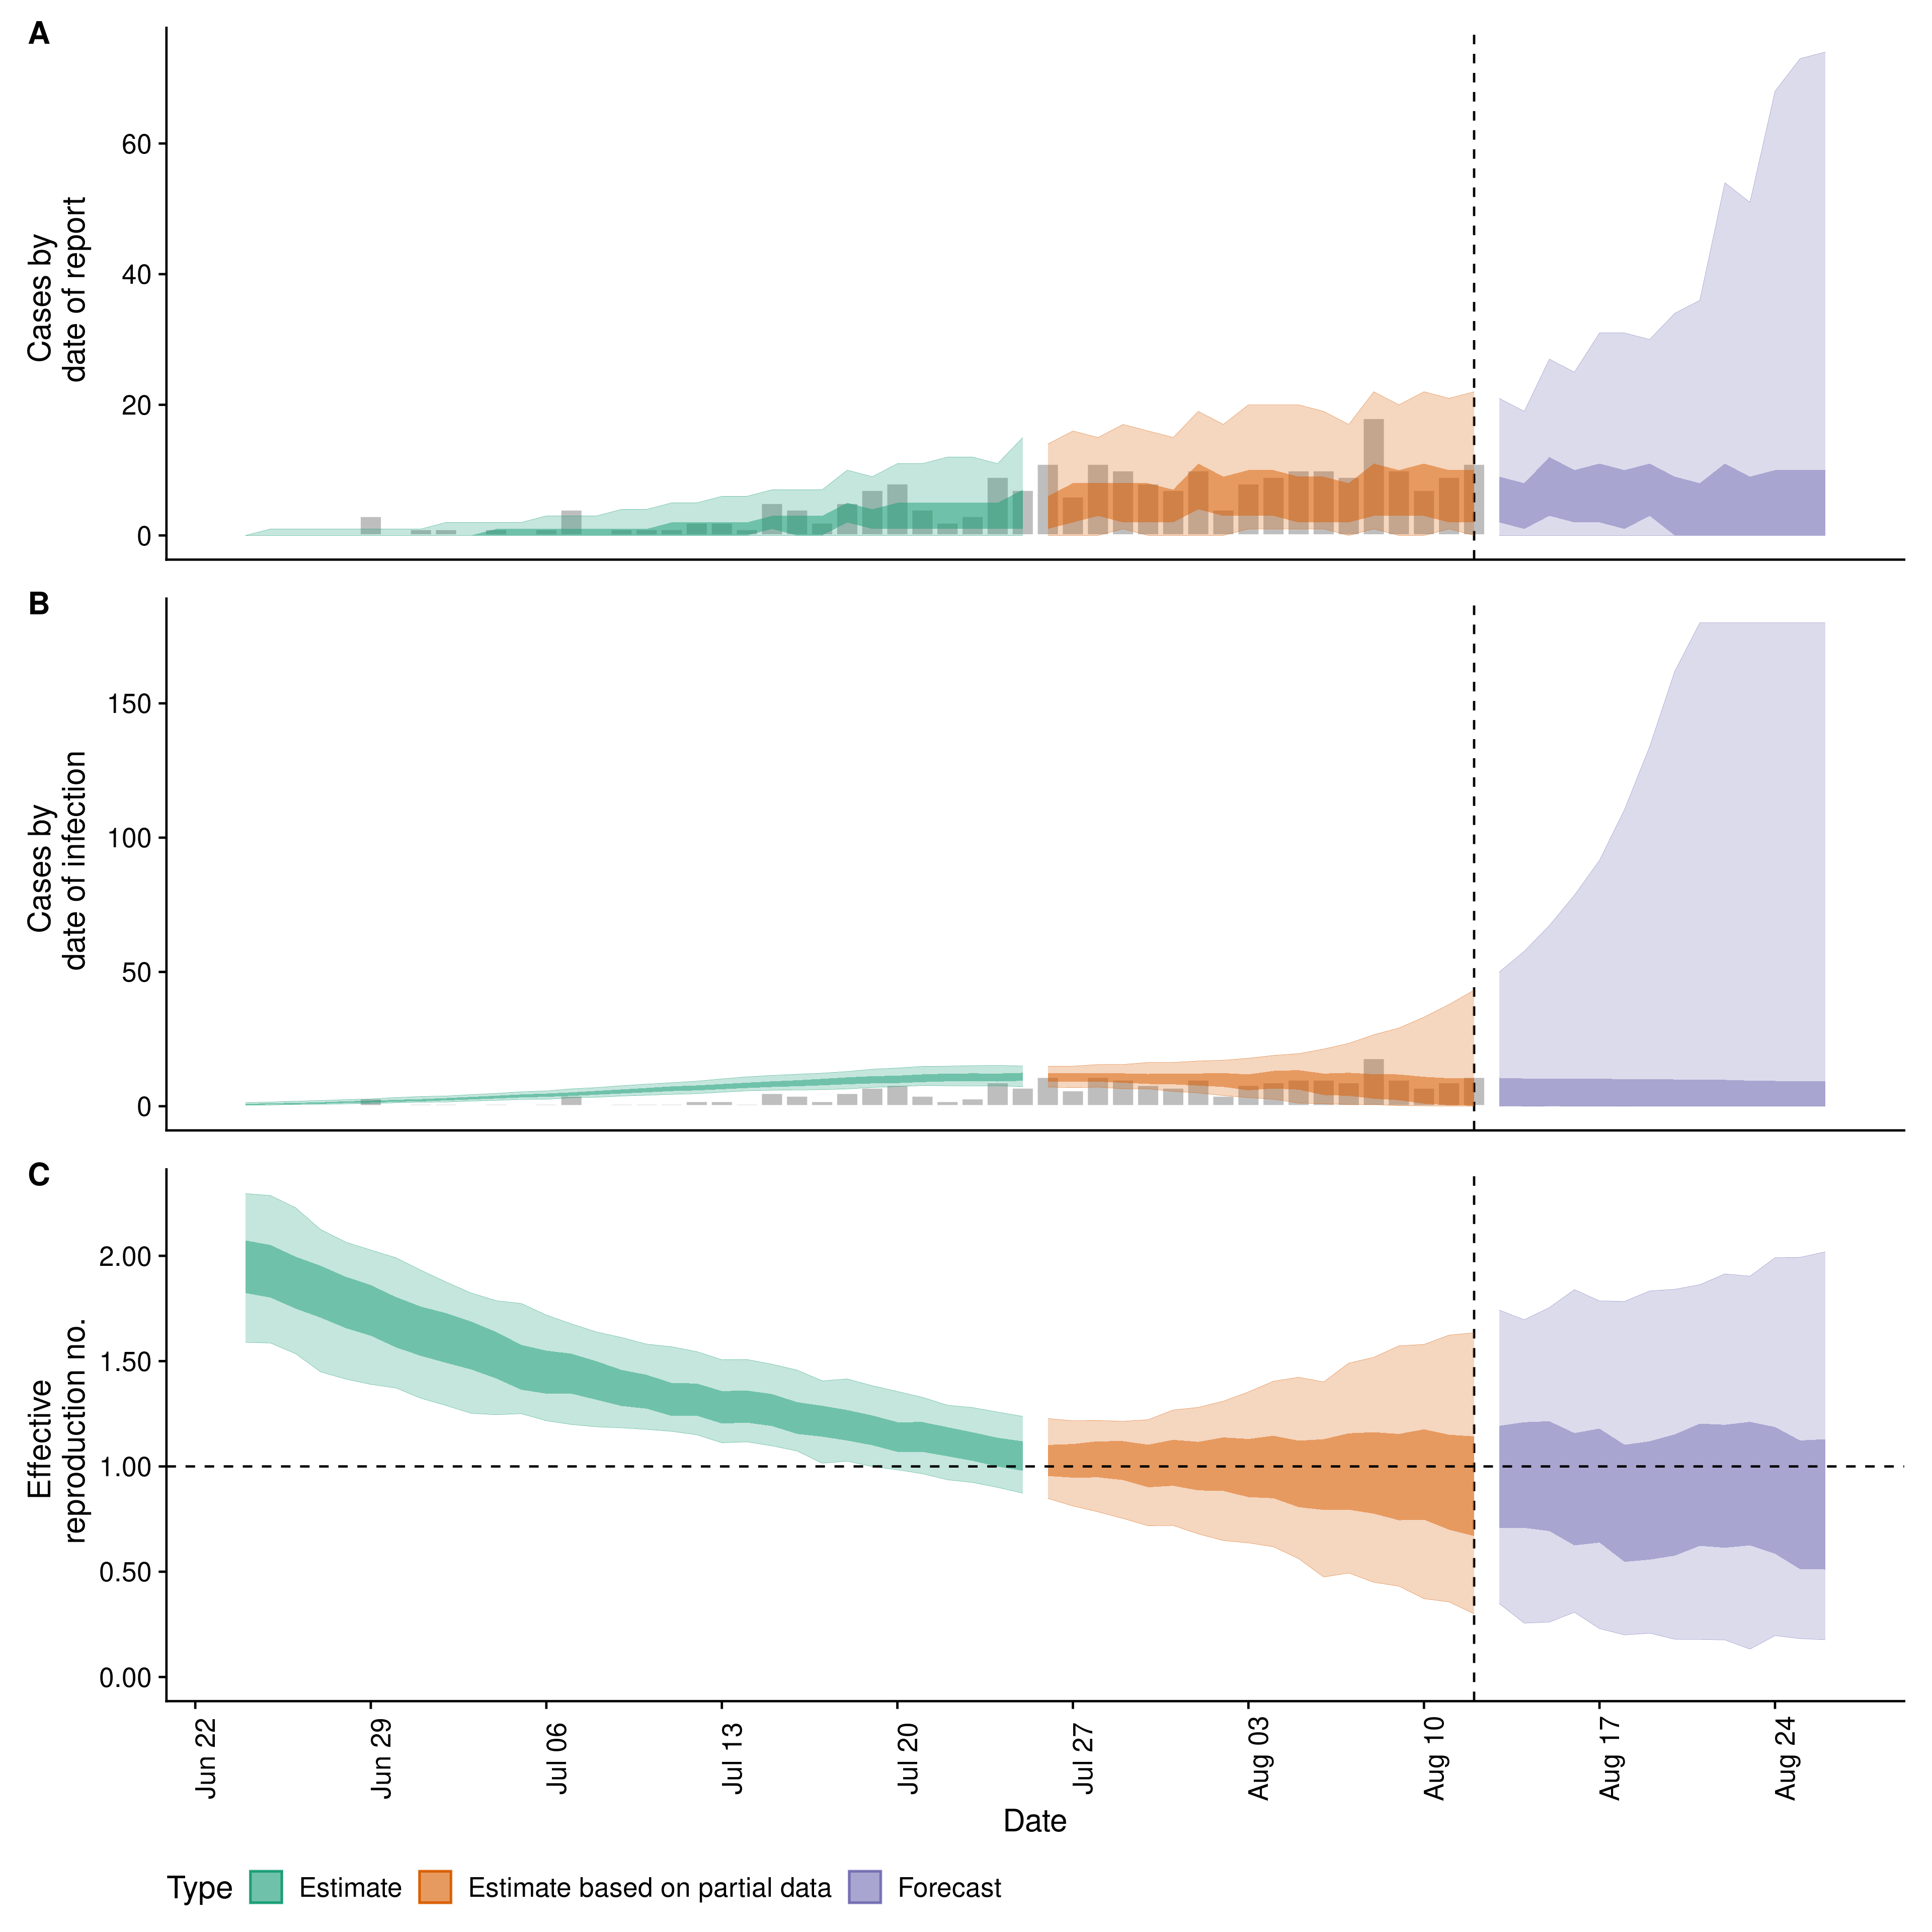 A
Cases by
date of report
60
40
20
0
B
Cases by
date of infection
150
100
50
0
C
Effective
reproduction no.
2.00
1.50
1.00
0.50
0.00
Jun 22
Jun 29
Jul 06
Jul 13
Jul 20
Jul 27
Aug 03
Aug 10
Aug 17
Aug 24
Date
Type
Estimate
Estimate based on partial data
Forecast